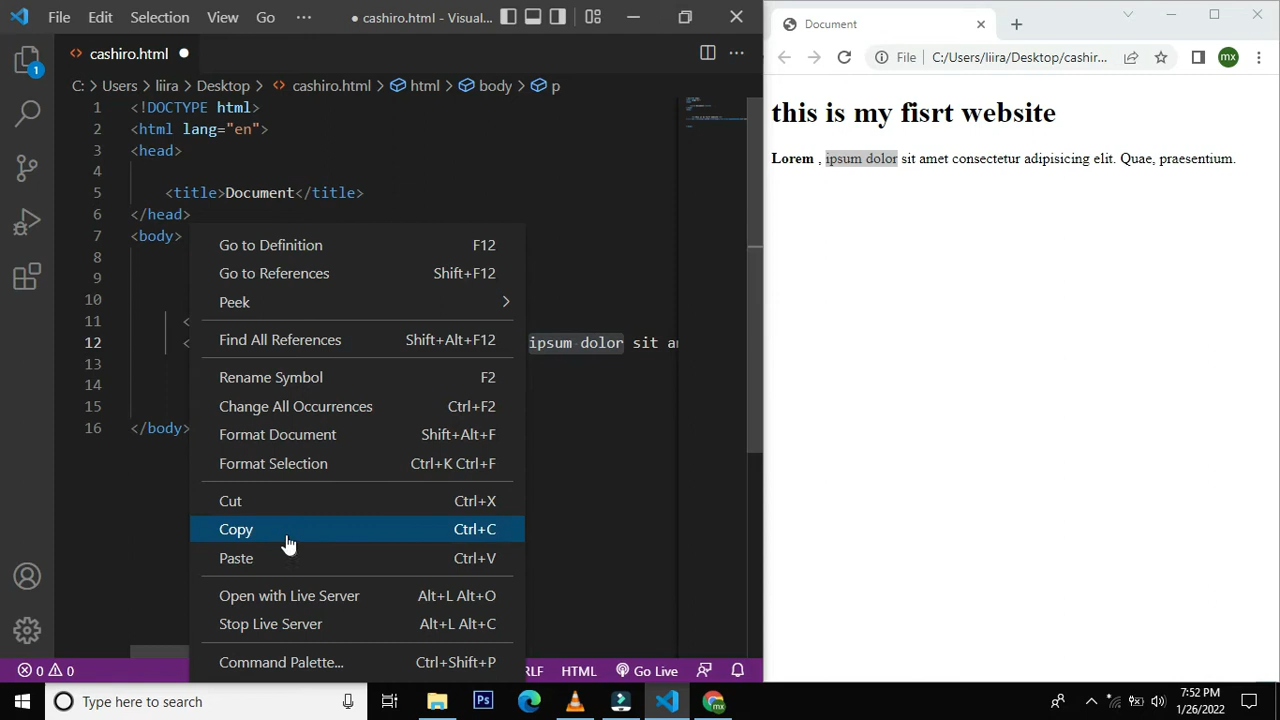 File Edit Selection View Go ··· ● cashiro.html - Visual...
cashiro.html ●
C: > Users > liira > Desktop > cashiro.html > html > body > p
1 <!DOCTYPE html>
2 <html lang="en">
3 <head>
4
5 <title>Document</title>
6 </head>
7 <body>
8
9
10
11 <
12 < ipsum dolor sit
13
14
15
16 </body>
1
Go to Definition F12
Go to References Shift+F12
Peek
Find All References Shift+Alt+F12
Rename Symbol F2
Change All Occurrences Ctrl+F2
Format Document Shift+Alt+F
Format Selection Ctrl+K Ctrl+F
Cut Ctrl+X
Copy Ctrl+C
Paste Ctrl+V
Open with Live Server Alt+L Alt+O
Stop Live Server Alt+L Alt+C
Command Palette... Ctrl+Shift+P
0 0 RLF HTML Go Live
Document
File C:/Users/liira/Desktop/cashir... mx
this is my fisrt website
Lorem , ipsum dolor sit amet consectetur adipisicing elit. Quae, praesentium.
Type here to search
Ps
mx
7:52 PM
1/26/2022